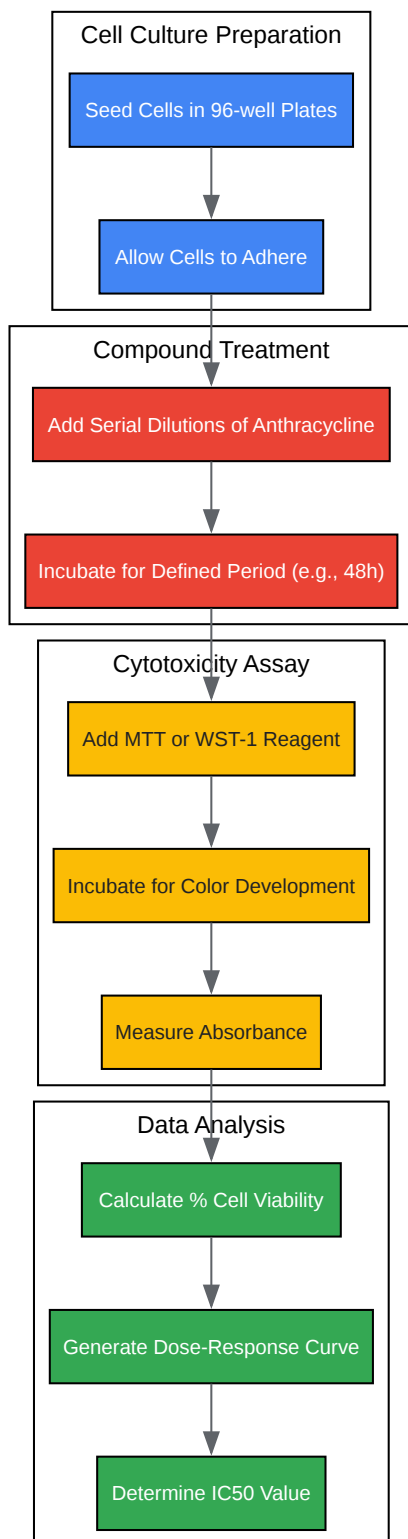 Cell Culture Preparation
Seed Cells in 96-well Plates
Allow Cells to Adhere
Compound Treatment
Add Serial Dilutions of Anthracycline
Incubate for Defined Period (e.g., 48h)
Cytotoxicity Assay
Add MTT or WST-1 Reagent
Incubate for Color Development
Measure Absorbance
Data Analysis
Calculate % Cell Viability
Generate Dose-Response Curve
Determine IC50 Value